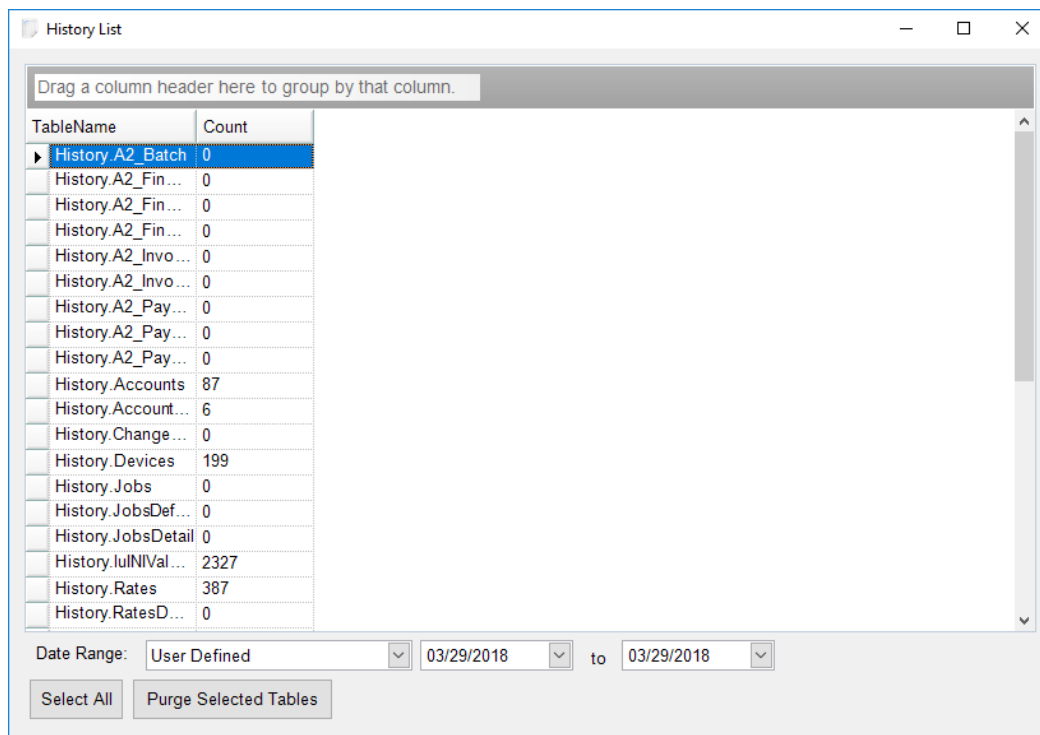 History List
Drag a column header here to group by that column.
TableName Count
History.A2_Batch 0
History.A2_Fin... 0
History.A2_Fin... 0
History.A2_Fin... 0
History.A2_Invo... 0
History.A2_Invo... 0
History.A2_Pay... 0
History.A2_Pay... 0
History.A2_Pay... 0
History.Accounts 87
History.Account... 6
History.Change... 0
History.Devices 199
History.Jobs 0
History.JobsDef... 0
History.JobsDetail 0
History.luINIVal... 2327
History.Rates 387
History.RatesD... 0
Date Range: User Defined 03/29/2018 to 03/29/2018
Select All Purge Selected Tables